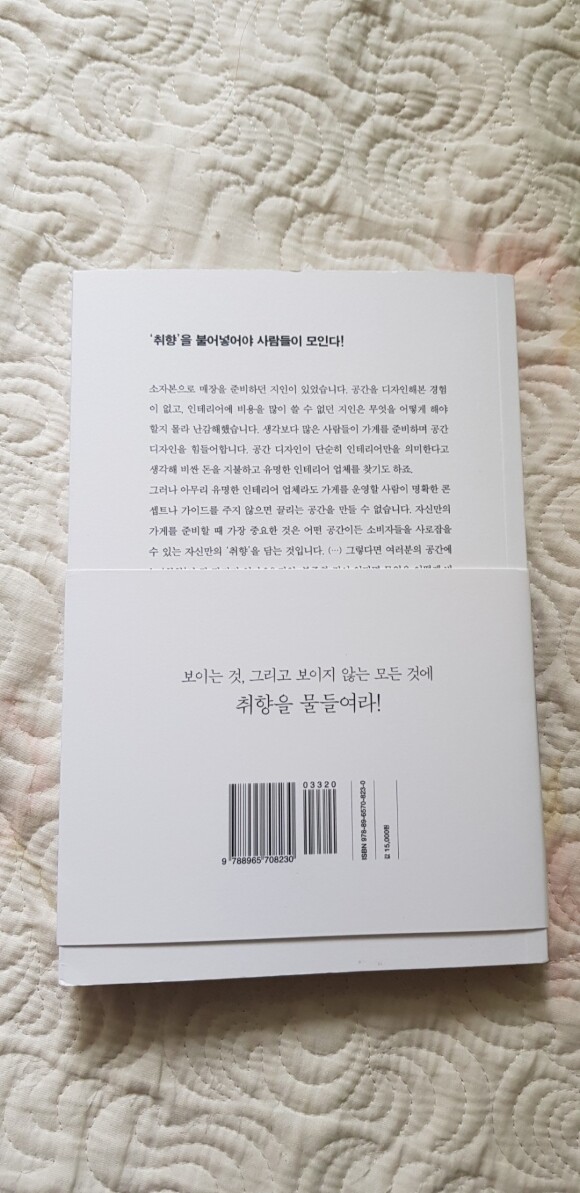 ‘취향’을 불어넣어야 사람들이 모인다!
소자본으로 매장을 준비하던 지인이 있었습니다. 공간을 디자인해본 경험
이 없고, 인테리어에 비용을 많이 쓸 수 없던 지인은 무엇을 어떻게 해야
할지 몰라 난감해했습니다. 생각보다 많은 사람들이 가게를 준비하며 공간
디자인을 힘들어합니다. 공간 디자인이 단순히 인테리어만을 의미한다고
생각해 비싼 돈을 지불하고 유명한 인테리어 업체를 찾기도 하죠.
그러나 아무리 유명한 인테리어 업체라도 가게를 운영할 사람이 명확한 콘
셉트나 가이드를 주지 않으면 끌리는 공간을 만들 수 없습니다. 자신만의
가게를 준비할 때 가장 중요한 것은 어떤 공간이든 소비자들을 사로잡을
수 있는 자신만의 ‘취향’을 담는 것입니다. (…) 그렇다면 여러분의 공간에
보이는 것, 그리고 보이지 않는 모든 것에
취향을 물들여라!
03320
9 788965 708230
ISBN 978-89-6570-823-0
값 15,000원